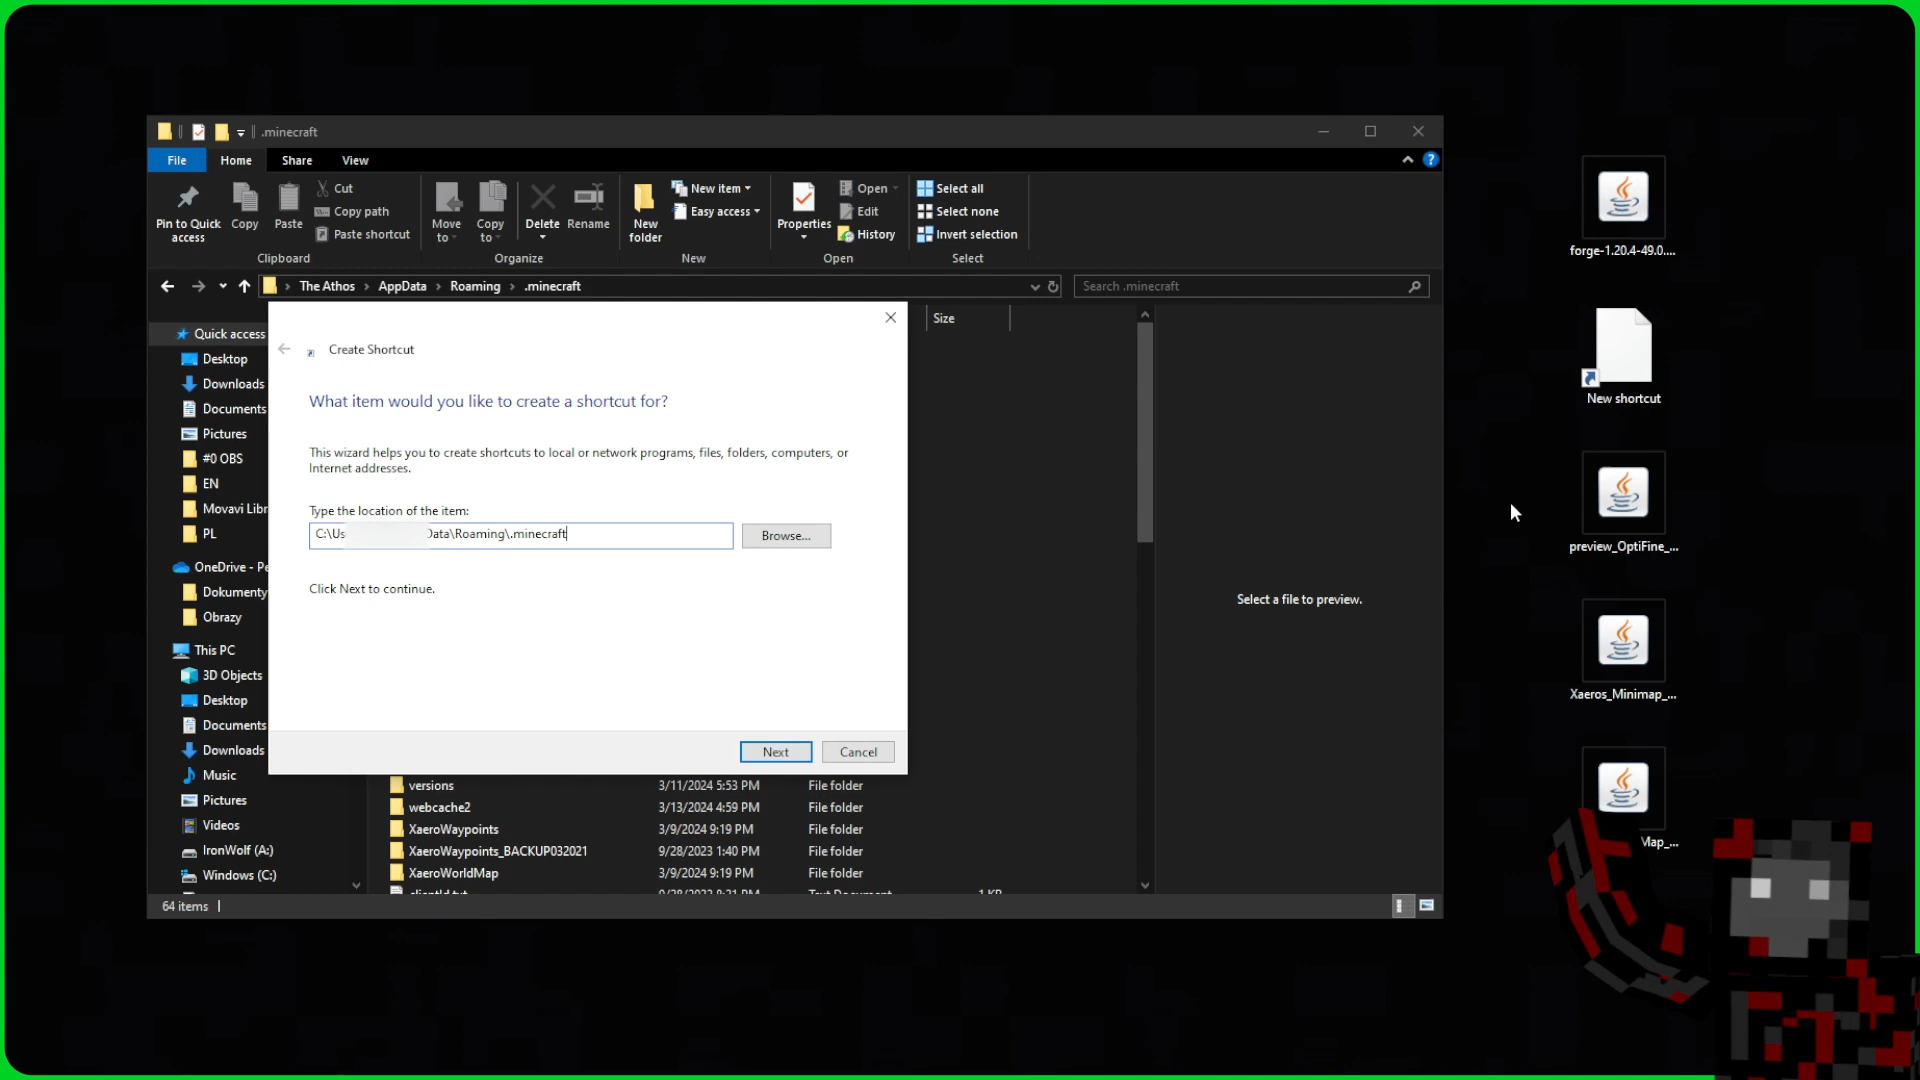 .minecraft
File Home Share View
Pin to Quick access
Copy
Paste
Cut
Copy path
Paste shortcut
Clipboard
Move to
Copy to
Delete
Rename
Organize
New folder
New item
Easy access
New
Properties
Open
Edit
History
Open
Select all
Select none
Invert selection
Select
The Athos > AppData > Roaming > .minecraft
Search .minecraft
Quick access
Desktop
Downloads
Documents
Pictures
#0 OBS
EN
Movavi Libr
PL
OneDrive - Pe
Dokumenty
Obrazy
This PC
3D Objects
Desktop
Documents
Downloads
Music
Pictures
Videos
IronWolf (A:)
Windows (C:)
Size
Create Shortcut
What item would you like to create a shortcut for?
This wizard helps you to create shortcuts to local or network programs, files, folders, computers, or
Internet addresses.
Type the location of the item:
C:\Us Data\Roaming\.minecraft
Browse...
Click Next to continue.
Next
Cancel
versions 3/11/2024 5:53 PM File folder
webcache2 3/13/2024 4:59 PM File folder
XaeroWaypoints 3/9/2024 9:19 PM File folder
XaeroWaypoints_BACKUP032021 9/28/2023 1:40 PM File folder
XaeroWorldMap 3/9/2024 9:19 PM File folder
Select a file to preview.
64 items
forge-1.20.4-49.0....
New shortcut
preview_OptiFine_...
Xaeros_Minimap_...
Map_...